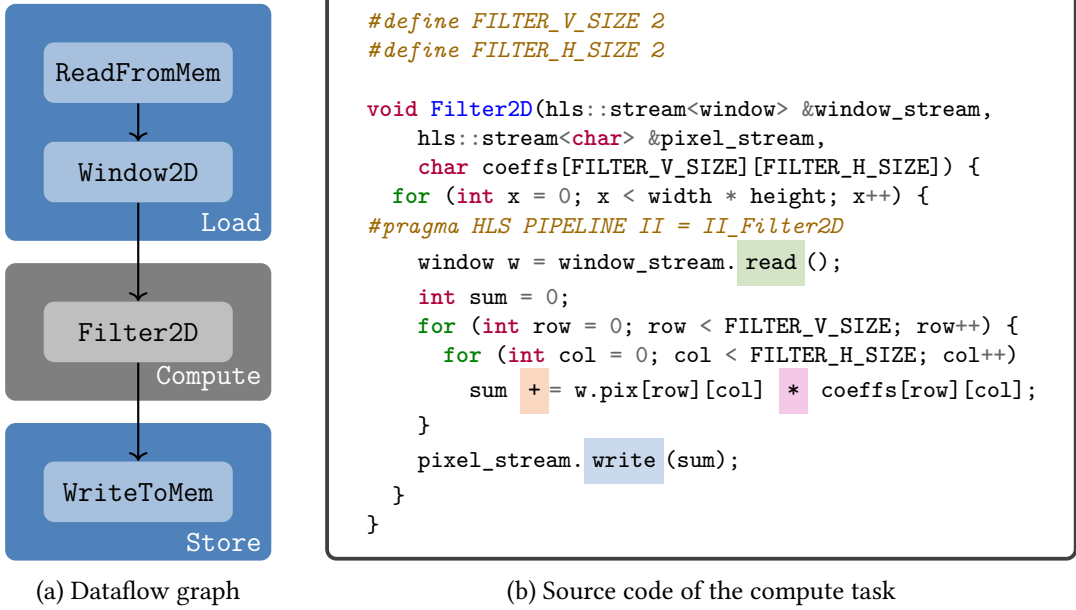 ReadFromMem
Window2D
Load
Filter2D
Compute
WriteToMem
Store
(a) Dataflow graph
#define FILTER_V_SIZE 2
#define FILTER_H_SIZE 2
void Filter2D(hls::stream<window> &window_stream,
    hls::stream<char> &pixel_stream,
    char coeffs[FILTER_V_SIZE][FILTER_H_SIZE]) {
  for (int x = 0; x < width * height; x++) {
#pragma HLS PIPELINE II = II_Filter2D
    window w = window_stream.read();
    int sum = 0;
    for (int row = 0; row < FILTER_V_SIZE; row++) {
      for (int col = 0; col < FILTER_H_SIZE; col++)
        sum += w.pix[row][col] * coeffs[row][col];
    }
    pixel_stream.write(sum);
  }
}
(b) Source code of the compute task